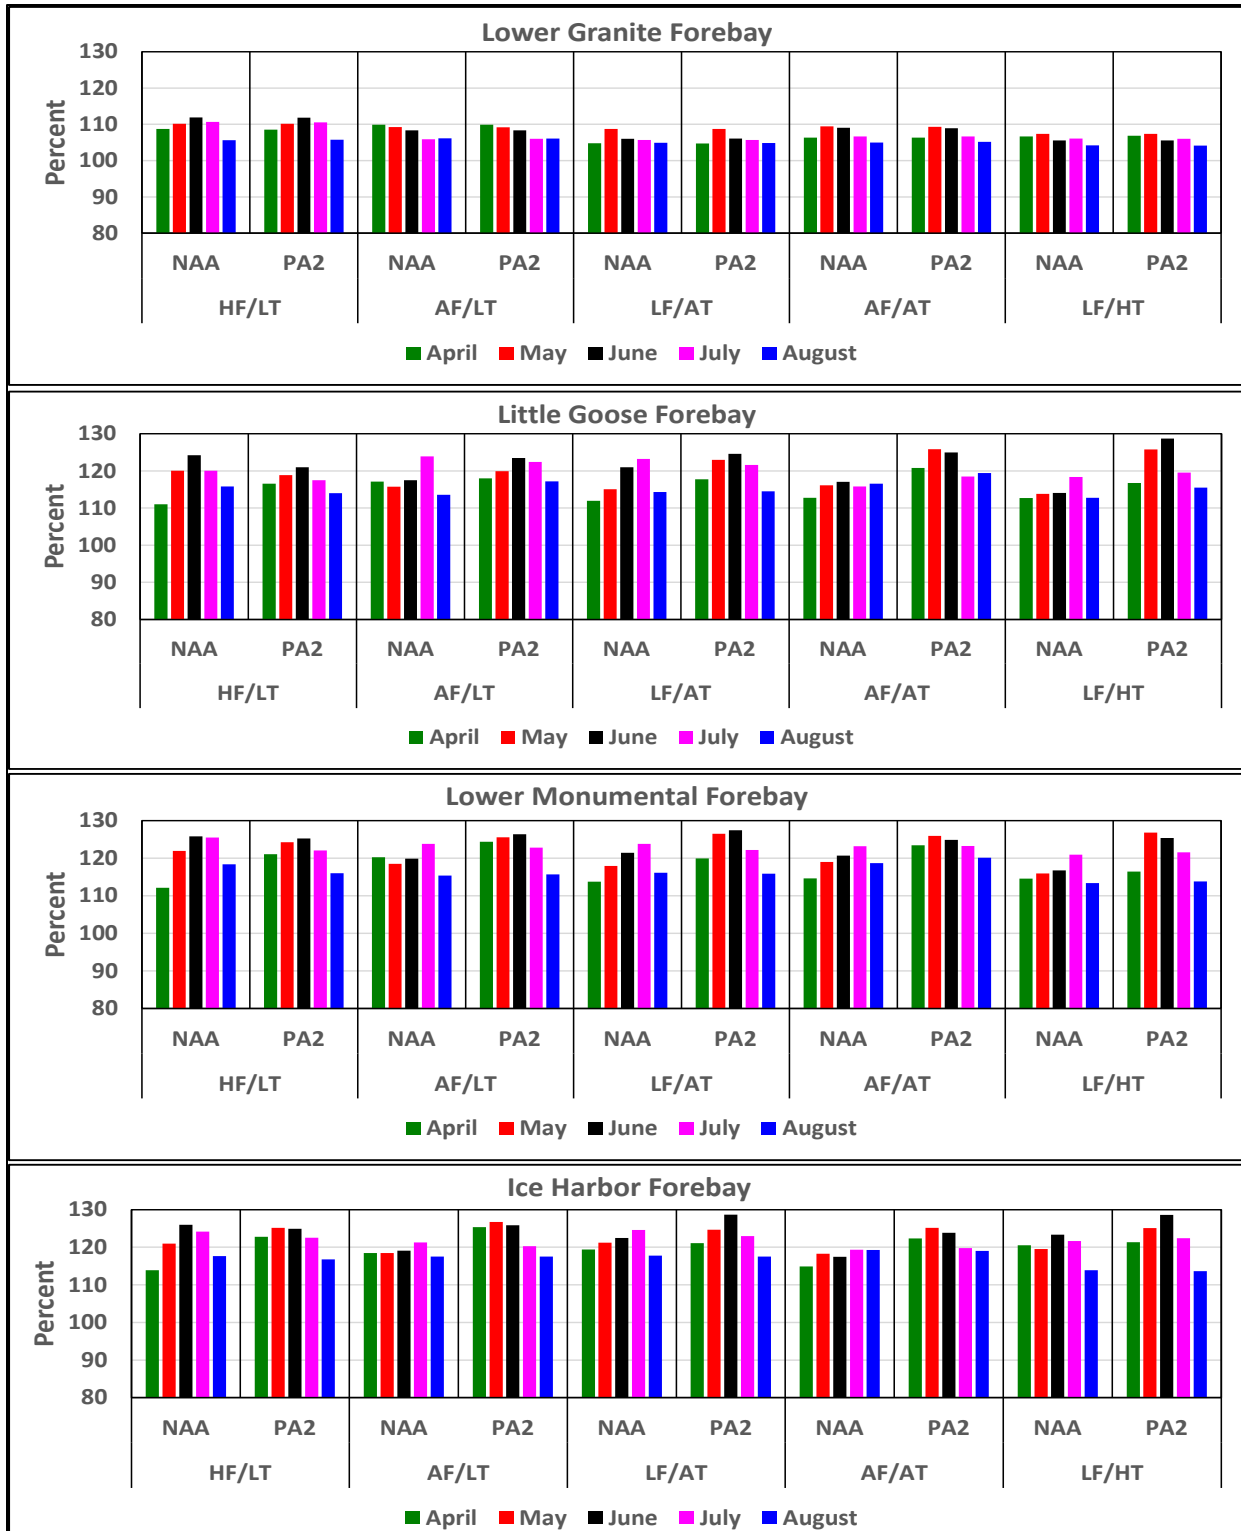 Lower Granite Forebay
130
120
110
100
90
80
Percent
NAA PA2 NAA PA2 NAA PA2 NAA PA2 NAA PA2
HF/LT AF/LT LF/AT AF/AT LF/HT
April May June July August
Little Goose Forebay
130
120
110
100
90
80
Percent
NAA PA2 NAA PA2 NAA PA2 NAA PA2 NAA PA2
HF/LT AF/LT LF/AT AF/AT LF/HT
April May June July August
Lower Monumental Forebay
130
120
110
100
90
80
Percent
NAA PA2 NAA PA2 NAA PA2 NAA PA2 NAA PA2
HF/LT AF/LT LF/AT AF/AT LF/HT
April May June July August
Ice Harbor Forebay
130
120
110
100
90
80
Percent
NAA PA2 NAA PA2 NAA PA2 NAA PA2 NAA PA2
HF/LT AF/LT LF/AT AF/AT LF/HT
April May June July August